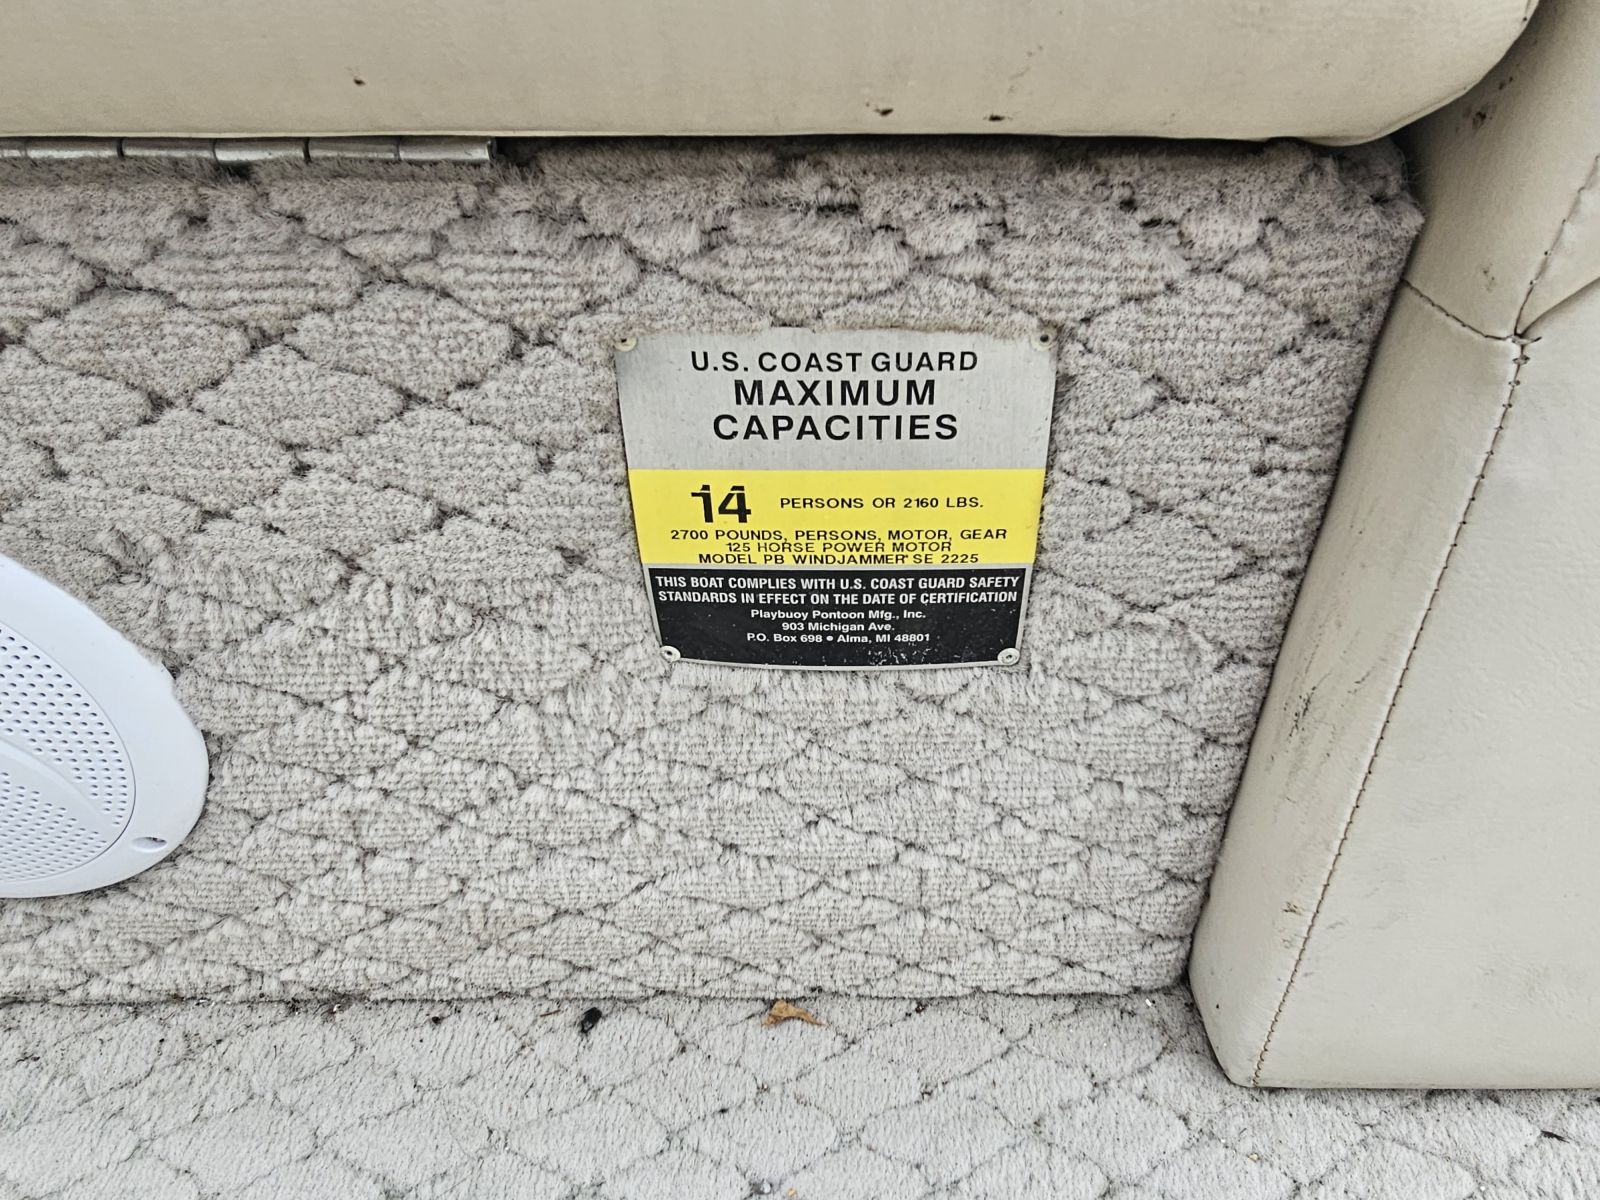 U.S. COAST GUARD
MAXIMUM
CAPACITIES
14 PERSONS OR 2160 LBS.
2700 POUNDS, PERSONS, MOTOR, GEAR
125 HORSE POWER MOTOR
MODEL PB WINDJAMMER SE 2225
THIS BOAT COMPLIES WITH U.S. COAST GUARD SAFETY
STANDARDS IN EFFECT ON THE DATE OF CERTIFICATION
Playbuoy Pontoon Mfg., Inc.
903 Michigan Ave.
P.O. Box 698 • Alma, MI 48801